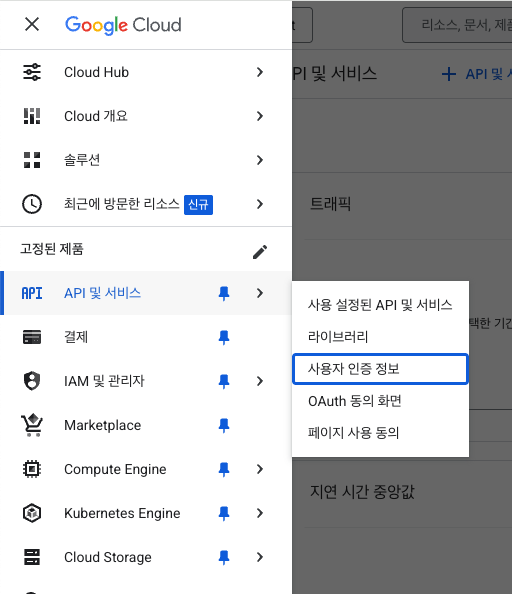 Google Cloud
리소스, 문서, 제품
Cloud Hub
PI 및 서비스
API 및 서
Cloud 개요
솔루션
최근에 방문한 리소스 신규
트래픽
고정된 제품
API 및 서비스
사용 설정된 API 및 서비스
택한 기간
라이브러리
사용자 인증 정보
OAuth 동의 화면
페이지 사용 동의
결제
IAM 및 관리자
Marketplace
Compute Engine
지연 시간 중앙값
Kubernetes Engine
Cloud Storage